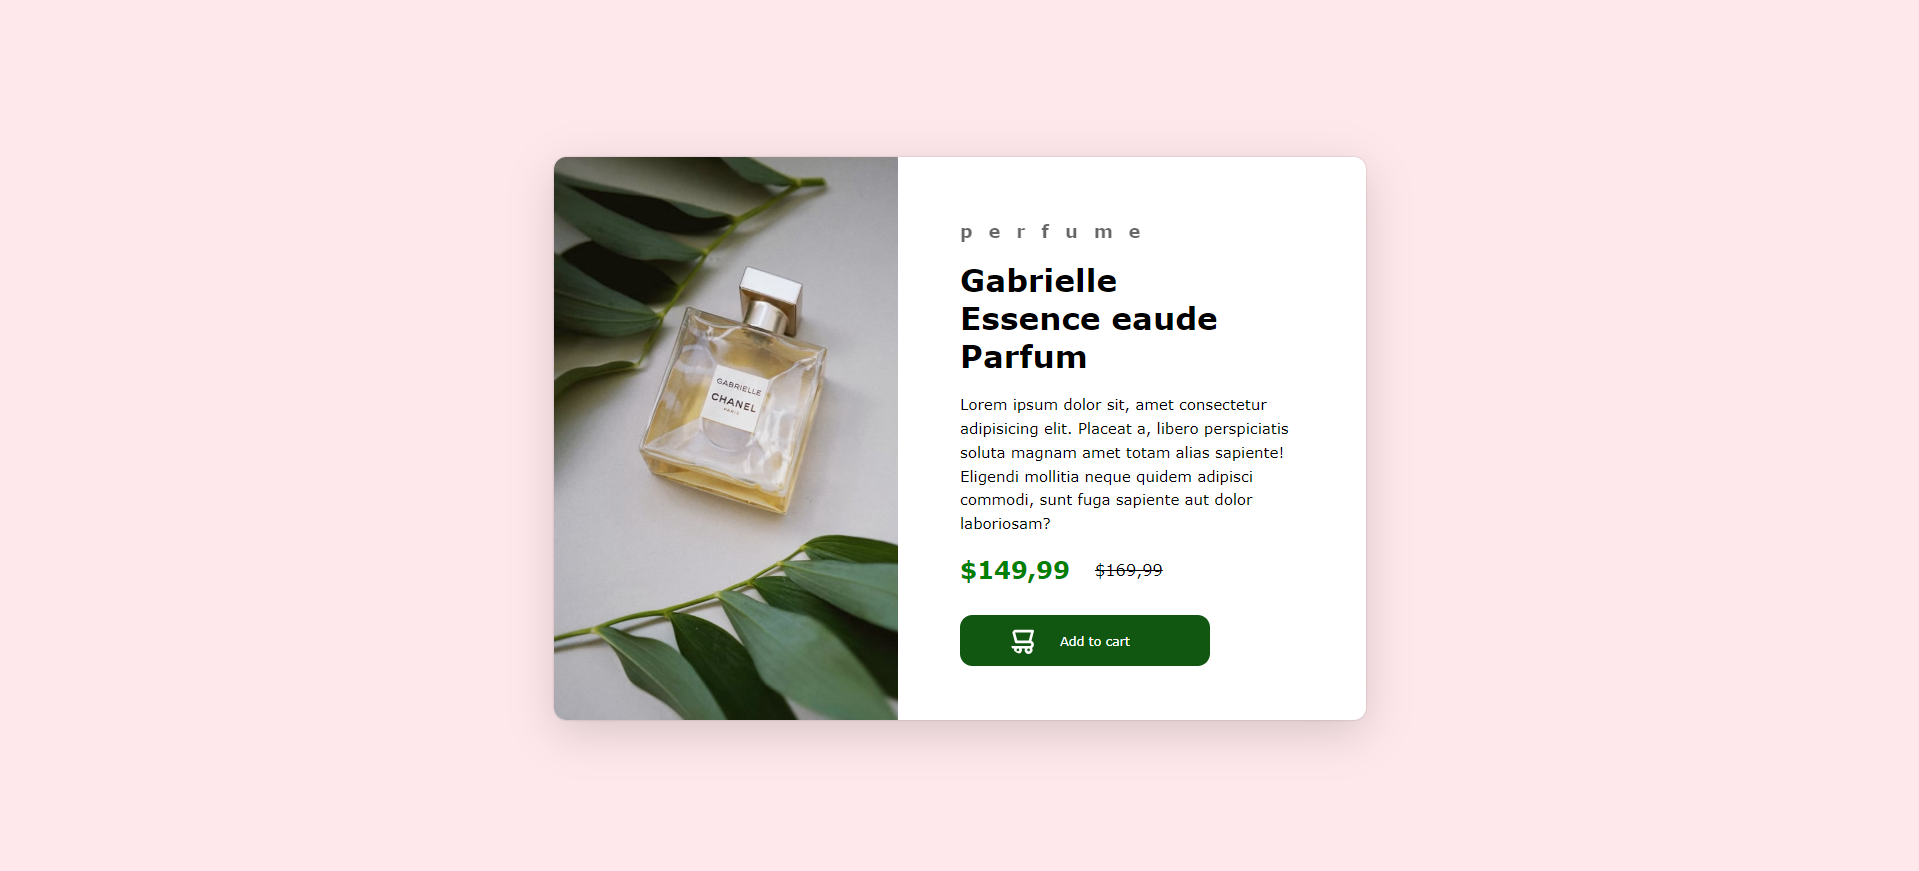 GABRIELLE
CHANEL
PARIS
p e r f u m e
Gabrielle
Essence eaude
Parfum
Lorem ipsum dolor sit, amet consectetur
adipisicing elit. Placeat a, libero perspiciatis
soluta magnam amet totam alias sapiente!
Eligendi mollitia neque quidem adipisci
commodi, sunt fuga sapiente aut dolor
laboriosam?
$149,99 $169,99
Add to cart